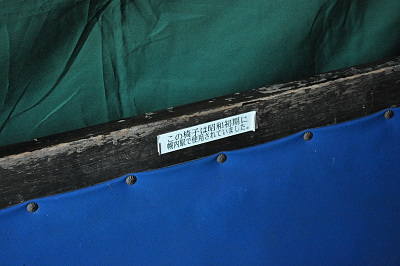 この椅子は昭和初期に
幌内駅で使用されていました。